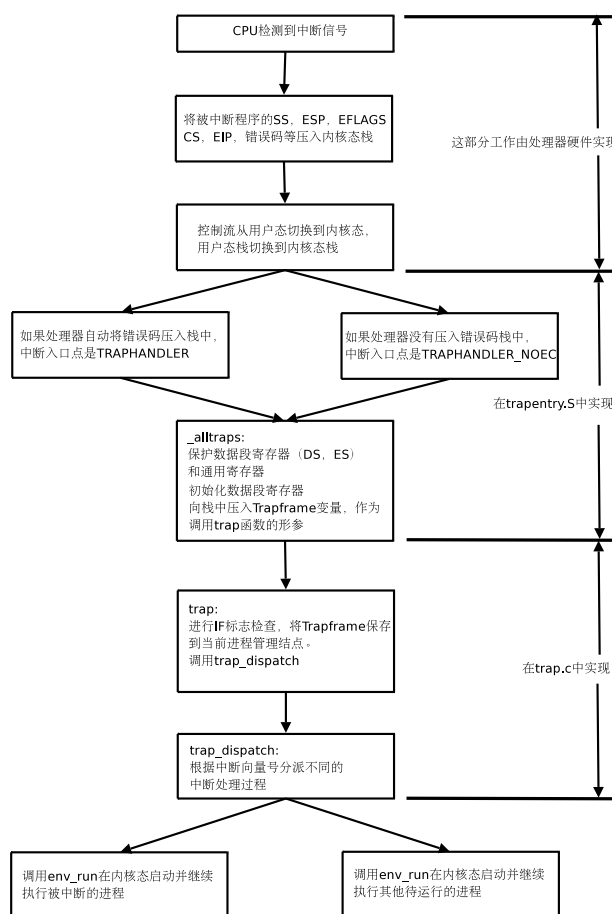 CPU检测到中断信号
将被中断程序的SS，ESP，EFLAGS
CS，EIP，错误码等压入内核态栈
这部分工作由处理器硬件实现
控制流从用户态切换到内核态，
用户态栈切换到内核态栈
如果处理器自动将错误码压入栈中，
中断入口点是TRAPHANDLER
如果处理器没有压入错误码栈中，
中断入口点是TRAPHANDLER_NOEC
在trapentry.S中实现
_alltraps:
保护数据段寄存器（DS，ES）
和通用寄存器
初始化数据段寄存器
向栈中压入Trapframe变量，作为
调用trap函数的形参
trap:
进行IF标志检查，将Trapframe保存
到当前进程管理结点。
调用trap_dispatch
在trap.c中实现
trap_dispatch:
根据中断向量号分派不同的
中断处理过程
调用env_run在内核态启动并继续
执行被中断的进程
调用env_run在内核态启动并继续
执行其他待运行的进程